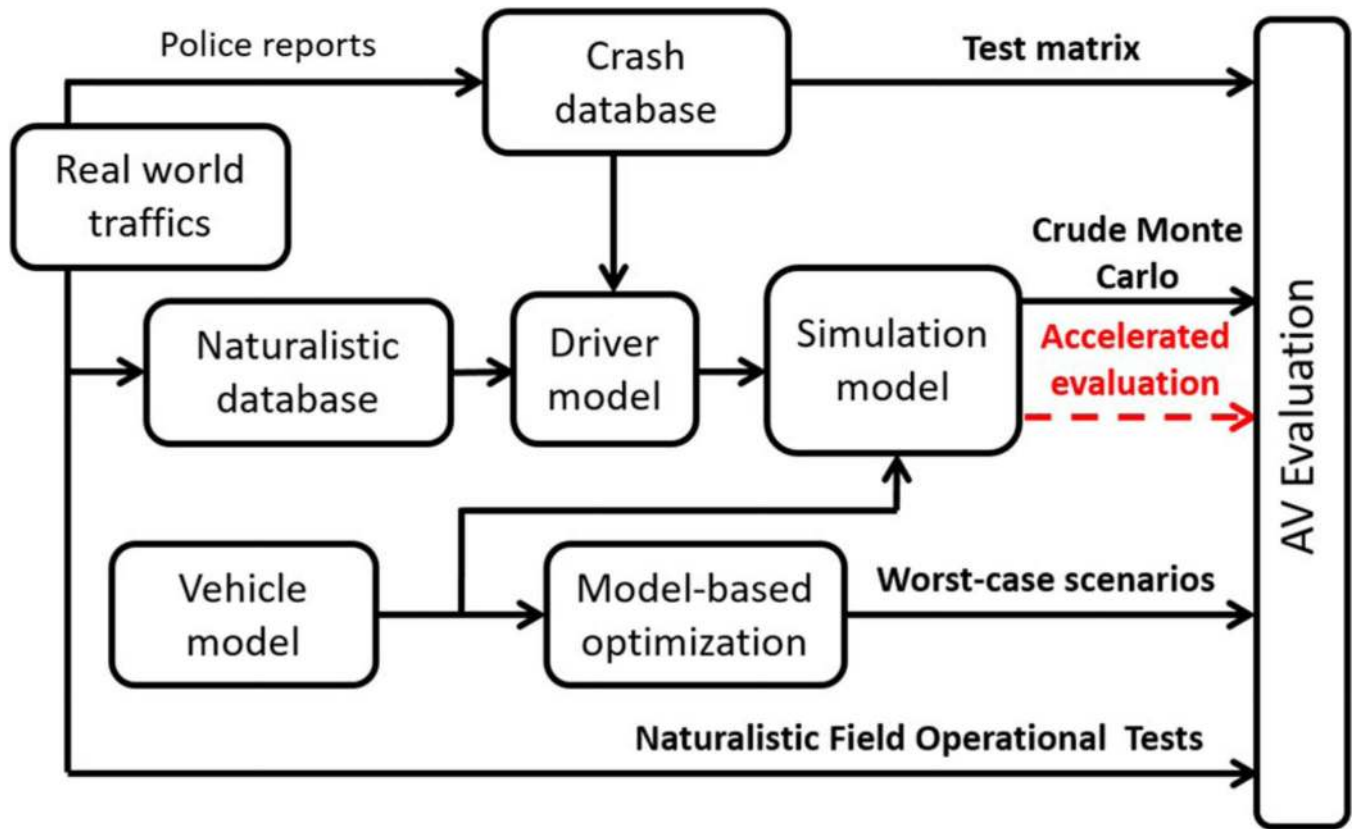 Police reports
Crash
database
Test matrix
Real world
traffics
Crude Monte
Carlo
Naturalistic
database
Driver
model
Simulation
model
Accelerated
evaluation
AV Evaluation
Vehicle
model
Model-based
optimization
Worst-case scenarios
Naturalistic Field Operational Tests